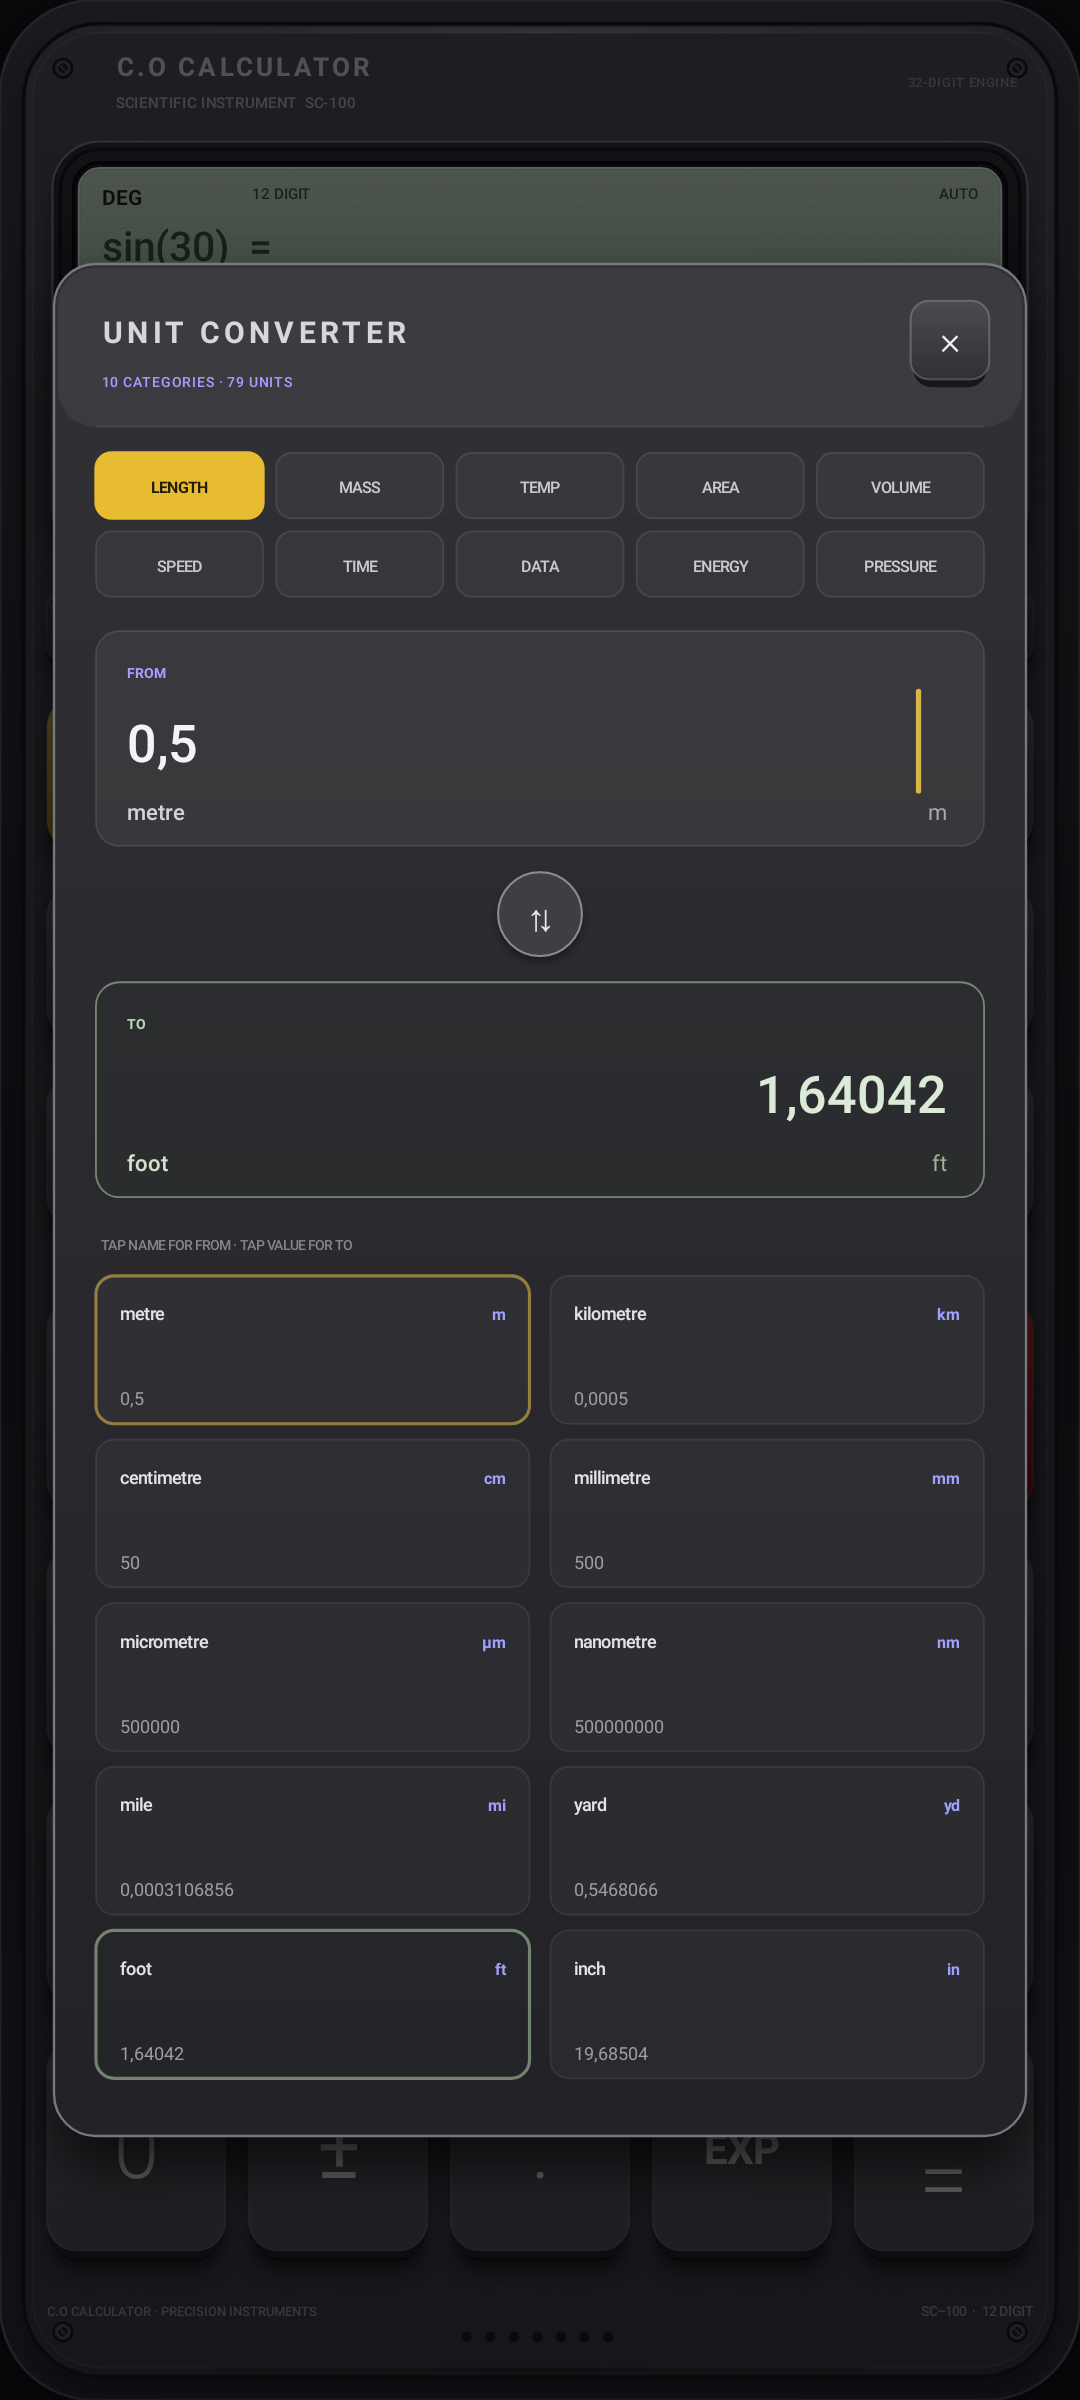 C.O CALCULATOR
SCIENTIFIC INSTRUMENT SC-100
32-DIGIT ENGINE
DEG 12 DIGIT AUTO
sin(30) =
UNIT CONVERTER
×
10 CATEGORIES · 79 UNITS
LENGTH MASS TEMP AREA VOLUME
SPEED TIME DATA ENERGY PRESSURE
FROM
0,5
metre m
⇅
TO
1,64042
foot ft
TAP NAME FOR FROM · TAP VALUE FOR TO
metre m
0,5
kilometre km
0,0005
centimetre cm
50
millimetre mm
500
micrometre µm
500000
nanometre nm
500000000
mile mi
0,0003106856
yard yd
0,5468066
foot ft
1,64042
inch in
19,68504
0 ± . EXP =
C.O CALCULATOR · PRECISION INSTRUMENTS
SC-100 · 12 DIGIT